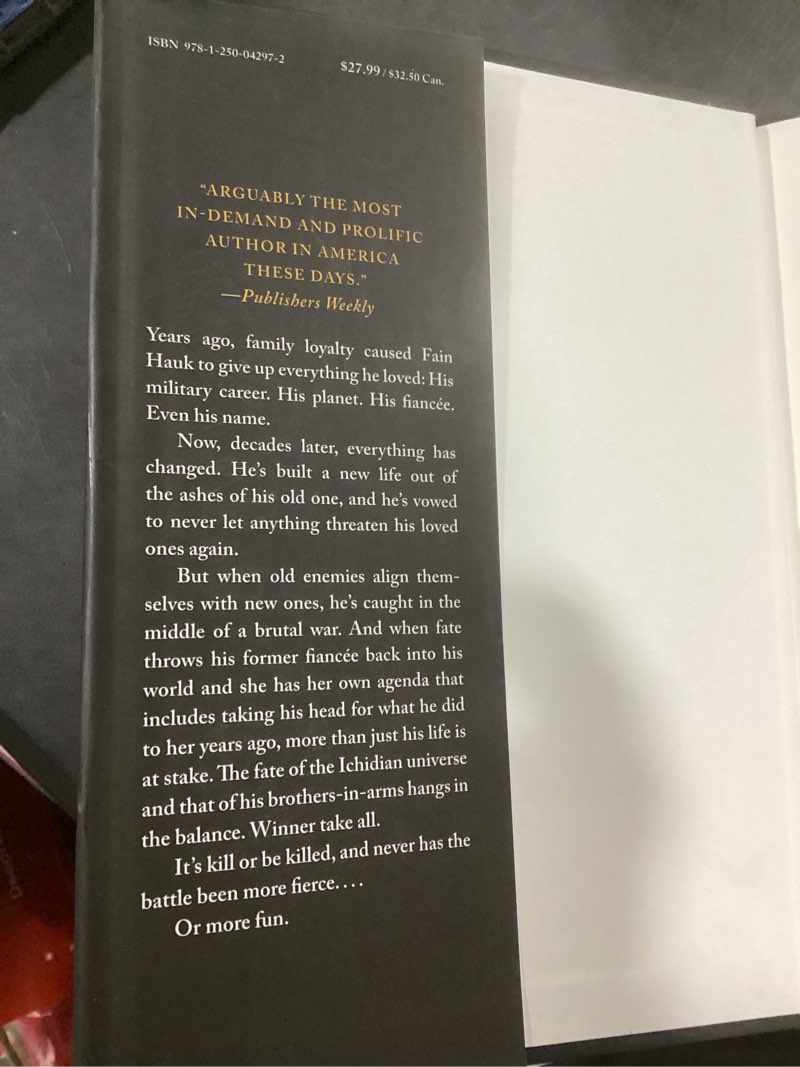 ISBN 978-1-250-04297-2
$27.99 / $32.50 Can.
“ARGUABLY THE MOST
IN-DEMAND AND PROLIFIC
AUTHOR IN AMERICA
THESE DAYS.”
—Publishers Weekly
Years ago, family loyalty caused Fain
Hauk to give up everything he loved: His
military career. His planet. His fiancée.
Even his name.
Now, decades later, everything has
changed. He’s built a new life out of
the ashes of his old one, and he’s vowed
to never let anything threaten his loved
ones again.
But when old enemies align them-
selves with new ones, he’s caught in the
middle of a brutal war. And when fate
throws his former fiancée back into his
world and she has her own agenda that
includes taking his head for what he did
to her years ago, more than just his life is
at stake. The fate of the Ichidian universe
and that of his brothers-in-arms hangs in
the balance. Winner take all.
It’s kill or be killed, and never has the
battle been more fierce....
Or more fun.